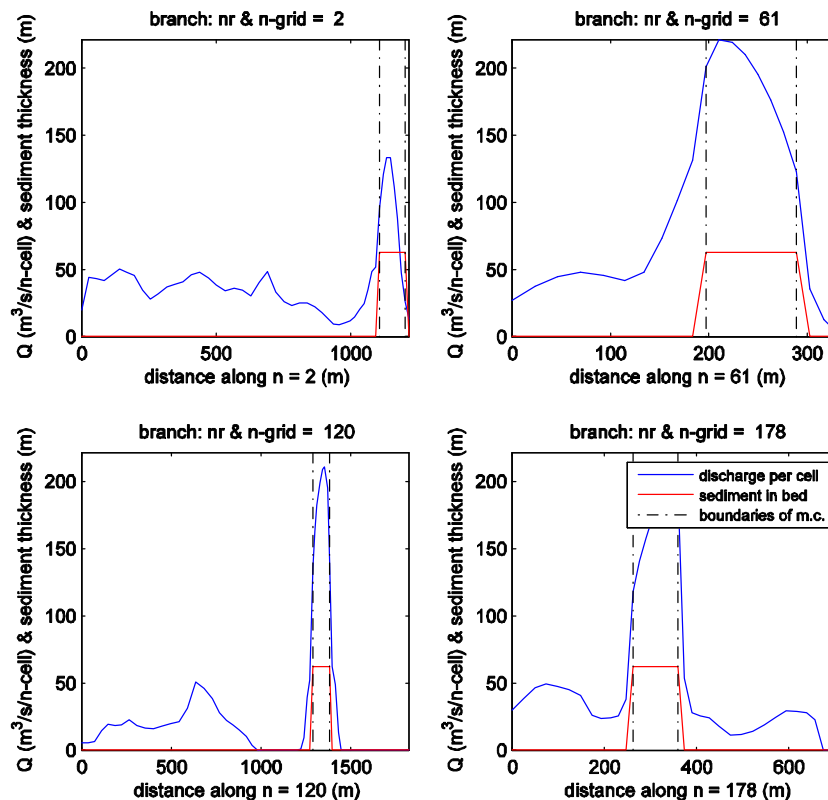 branch: nr & n-grid = 2
Q (m³/s/n-cell) & sediment thickness (m)
200
150
100
50
0
0 500 1000
distance along n = 2 (m)
branch: nr & n-grid = 61
Q (m³/s/n-cell) & sediment thickness (m)
200
150
100
50
0
0 100 200 300
distance along n = 61 (m)
branch: nr & n-grid = 120
Q (m³/s/n-cell) & sediment thickness (m)
200
150
100
50
0
0 500 1000 1500
distance along n = 120 (m)
branch: nr & n-grid = 178
Q (m³/s/n-cell) & sediment thickness (m)
200
150
100
50
0
0 200 400 600
distance along n = 178 (m)
discharge per cell
sediment in bed
boundaries of m.c.